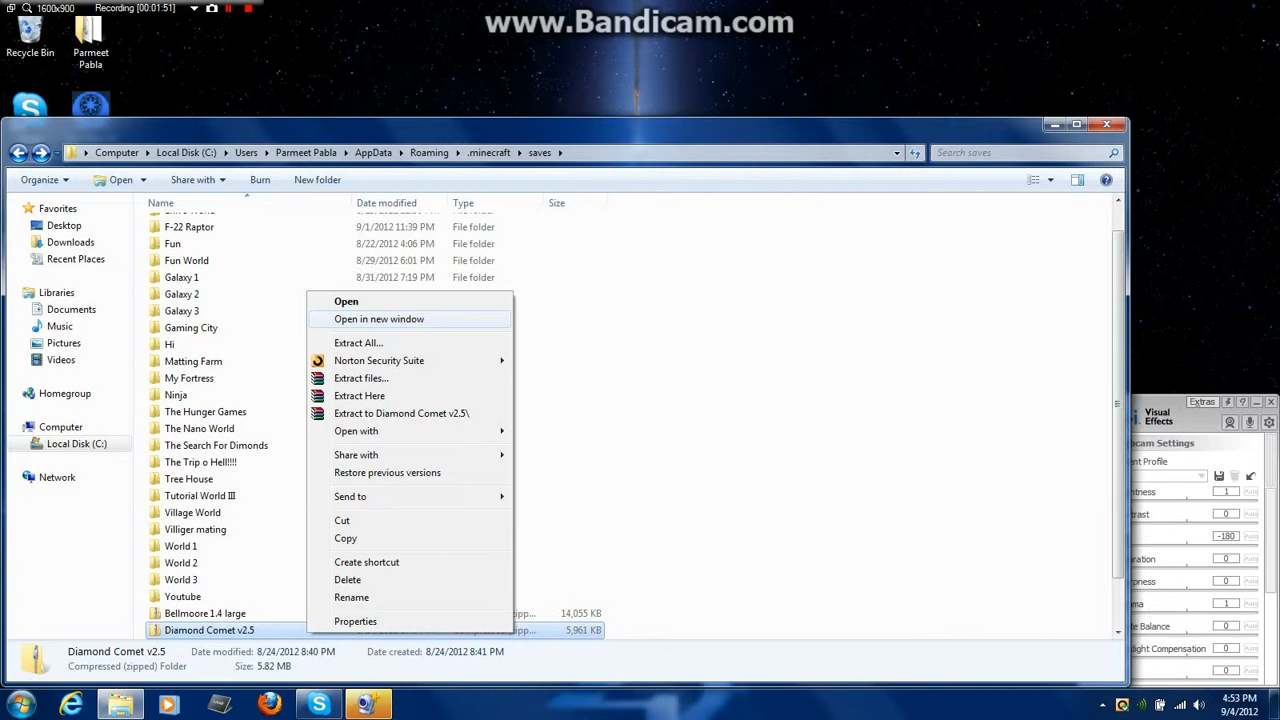 1600x900 Recording [00:01:51]
www.Bandicam.com
Recycle Bin
Parmeet Pabla
Computer Local Disk (C:) Users Parmeet Pabla AppData Roaming .minecraft saves
Search saves
Organize Open Share with Burn New folder
Name Date modified Type Size
Favorites
Desktop
Downloads
Recent Places
Libraries
Documents
Music
Pictures
Videos
Homegroup
Computer
Local Disk (C:)
Network
F-22 Raptor 9/1/2012 11:39 PM File folder
Fun 8/22/2012 4:06 PM File folder
Fun World 8/29/2012 6:01 PM File folder
Galaxy 1 8/31/2012 7:19 PM File folder
Galaxy 2
Galaxy 3
Gaming City
Hi
Matting Farm
My Fortress
Ninja
The Hunger Games
The Nano World
The Search For Dimonds
The Trip o Hell!!!!
Tree House
Tutorial World III
Village World
Villiger mating
World 1
World 2
World 3
Youtube
Bellmoore 1.4 large 14,055 KB
Diamond Comet v2.5 5,961 KB
Open
Open in new window
Extract All...
Norton Security Suite
Extract files...
Extract Here
Extract to Diamond Comet v2.5\
Open with
Share with
Restore previous versions
Send to
Cut
Copy
Create shortcut
Delete
Rename
Properties
Diamond Comet v2.5 Date modified: 8/24/2012 8:40 PM Date created: 8/24/2012 8:41 PM
Compressed (zipped) Folder Size: 5.82 MB
Extras
Visual
Effects
cam Settings
ent Profile
1
0
-180
0
0
1
te Balance 0
light Compensation 0
0
4:53 PM
9/4/2012